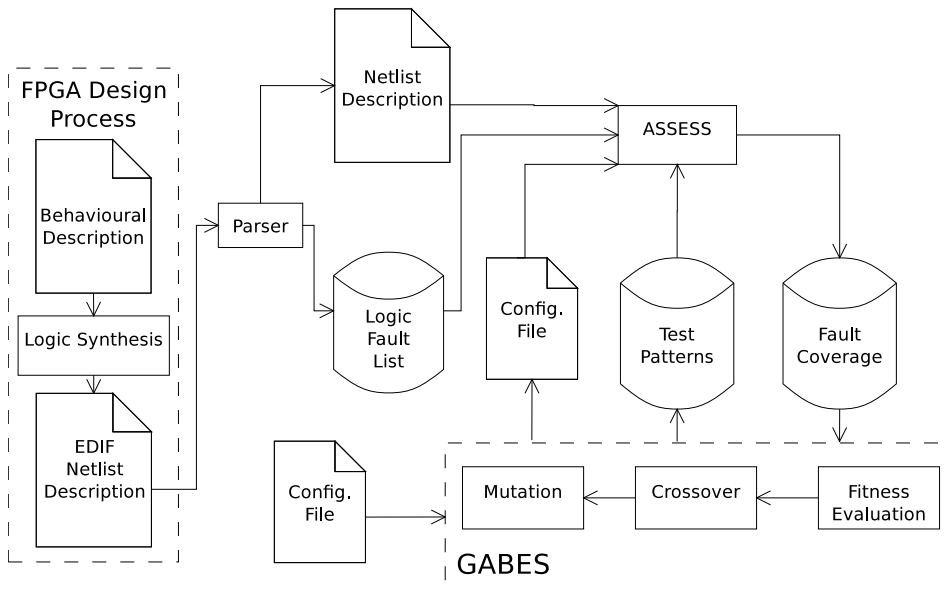 FPGA Design
Process
Behavioural
Description
Logic Synthesis
EDIF
Netlist
Description
Parser
Netlist
Description
Logic
Fault
List
Config.
File
ASSESS
Config.
File
Test
Patterns
Fault
Coverage
Mutation
Crossover
Fitness
Evaluation
GABES